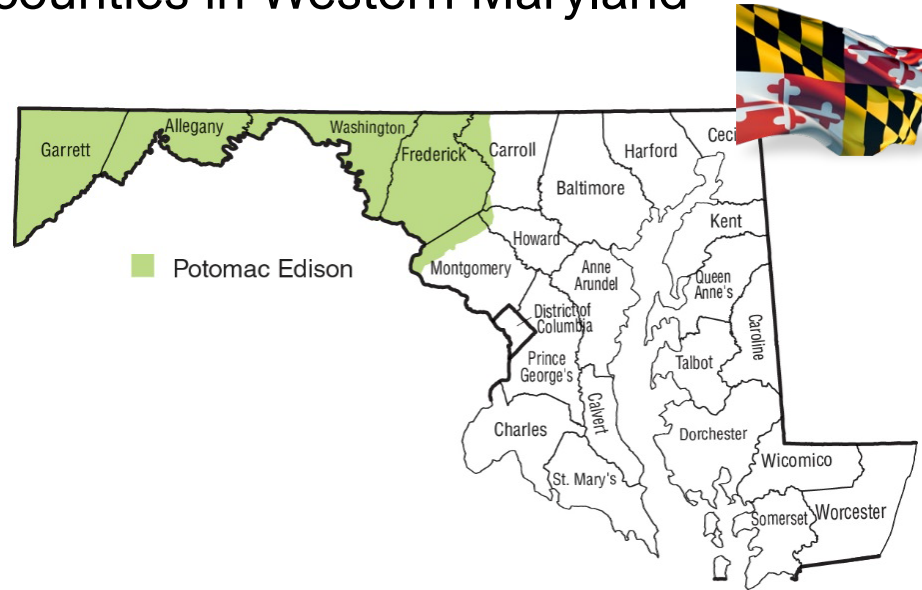 counties in Western Maryland
Garrett
Allegany
Washington
Frederick
Carroll
Baltimore
Harford
Kent
Howard
Montgomery
Anne
Arundel
Queen
Anne's
District of
Columbia
Caroline
Talbot
Prince
George's
Calvert
Charles
Dorchester
St. Mary's
Wicomico
Somerset
Worcester
Potomac Edison